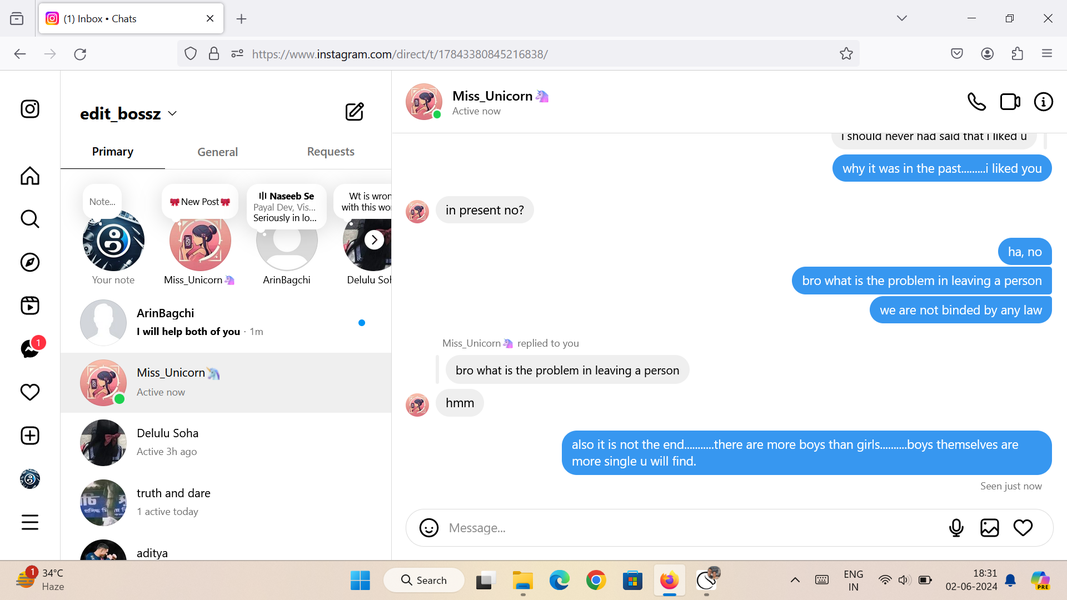 (1) Inbox • Chats
https://www.instagram.com/direct/t/17843380845216838/
edit_bossz
Primary
General
Requests
Note...
🎀New Post🎀
Naseeb Se
Payal Dev, Vis...
Seriously in lo...
Wt is wron
with this wo
Your note
Miss_Unicorn🦄
ArinBagchi
Delulu Soh
ArinBagchi
I will help both of you · 1m
Miss_Unicorn🦄
Active now
Delulu Soha
Active 3h ago
truth and dare
1 active today
aditya
1
Miss_Unicorn🦄
Active now
I should never had said that I liked u
why it was in the past.........i liked you
in present no?
ha, no
bro what is the problem in leaving a person
we are not binded by any law
Miss_Unicorn🦄 replied to you
bro what is the problem in leaving a person
hmm
also it is not the end...........there are more boys than girls..........boys themselves are
more single u will find.
Seen just now
Message...
1
34°C
Haze
Search
ENG
IN
18:31
02-06-2024
PRE